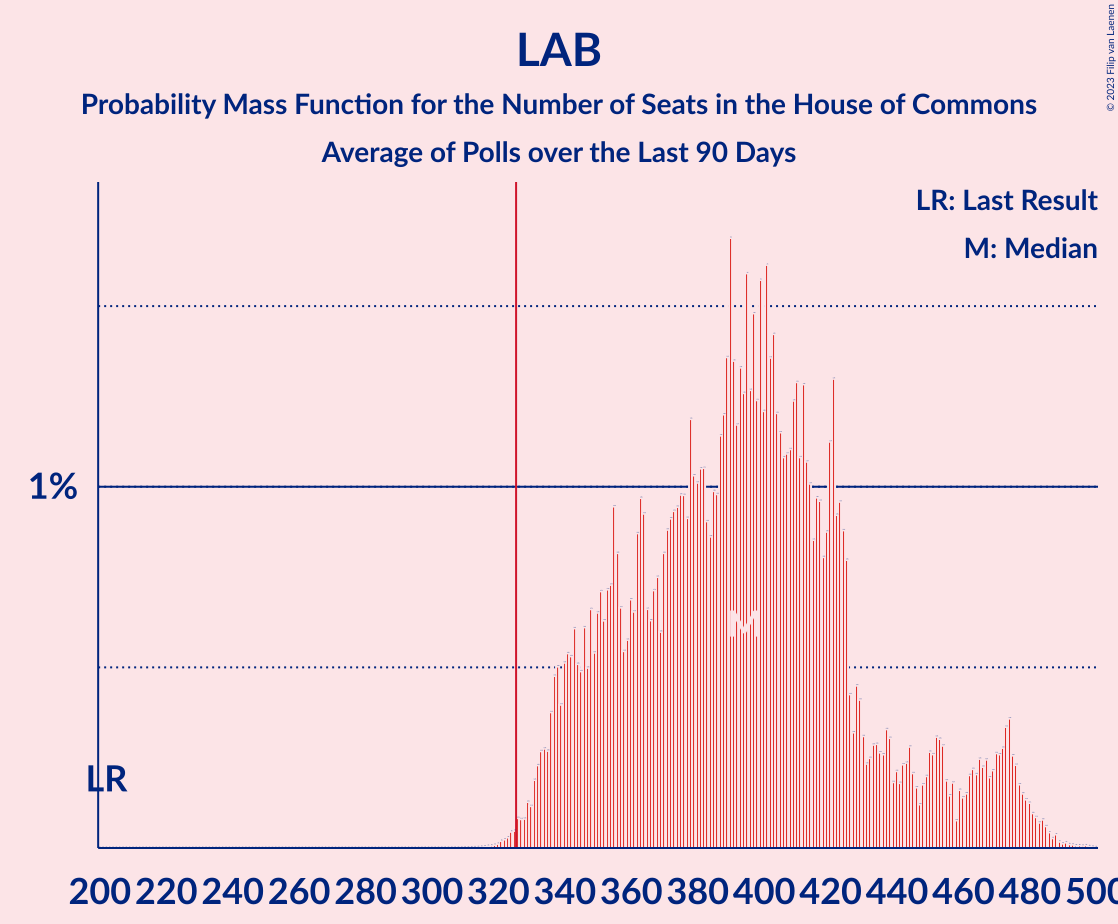 LAB
Probability Mass Function for the Number of Seats in the House of Commons
Average of Polls over the Last 90 Days
© 2023 Filip van Laenen
LR: Last Result
M: Median
1%
M
LR
200 220 240 260 280 300 320 340 360 380 400 420 440 460 480 500